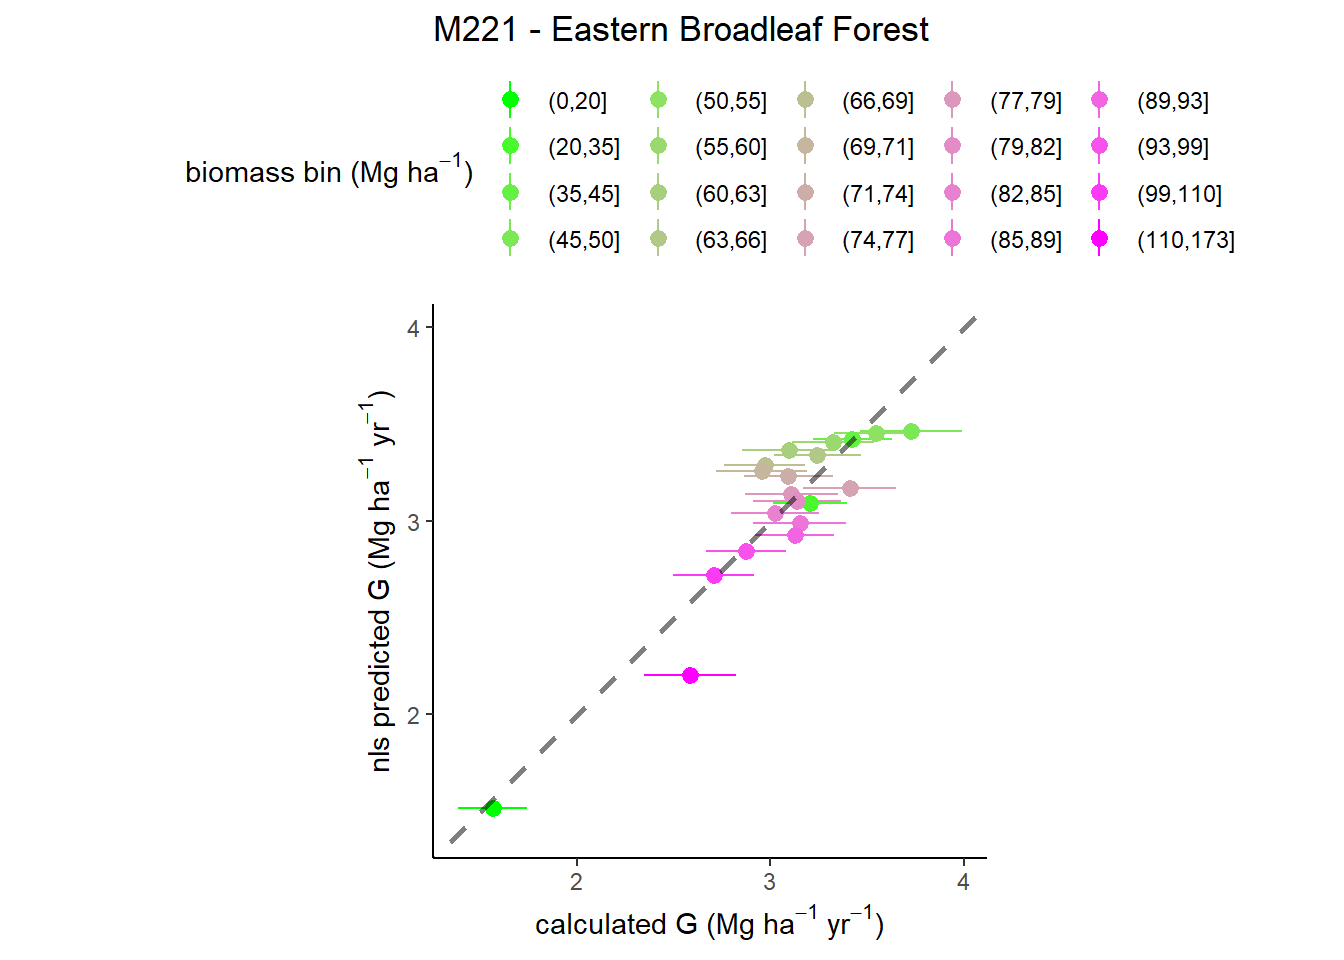 M221 - Eastern Broadleaf Forest
biomass bin (Mg ha⁻¹)
(0,20] (50,55] (66,69] (77,79] (89,93]
(20,35] (55,60] (69,71] (79,82] (93,99]
(35,45] (60,63] (71,74] (82,85] (99,110]
(45,50] (63,66] (74,77] (85,89] (110,173]
nls predicted G (Mg ha⁻¹ yr⁻¹)
4
3
2
2 3 4
calculated G (Mg ha⁻¹ yr⁻¹)